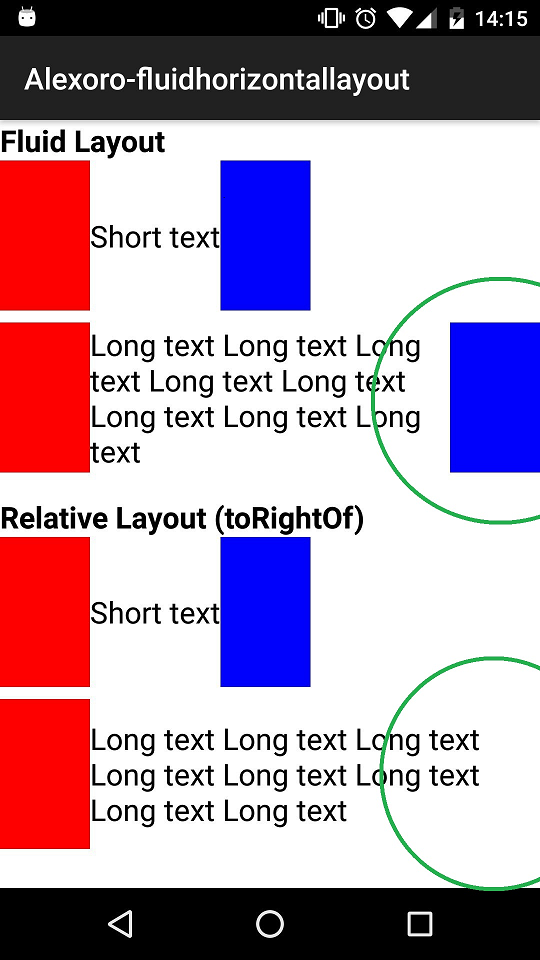 14:15
Alexoro-fluidhorizontallayout
Fluid Layout
Short text
Long text Long text Long
text Long text Long text
Long text Long text Long
text
Relative Layout (toRightOf)
Short text
Long text Long text Long text
Long text Long text Long text
Long text Long text